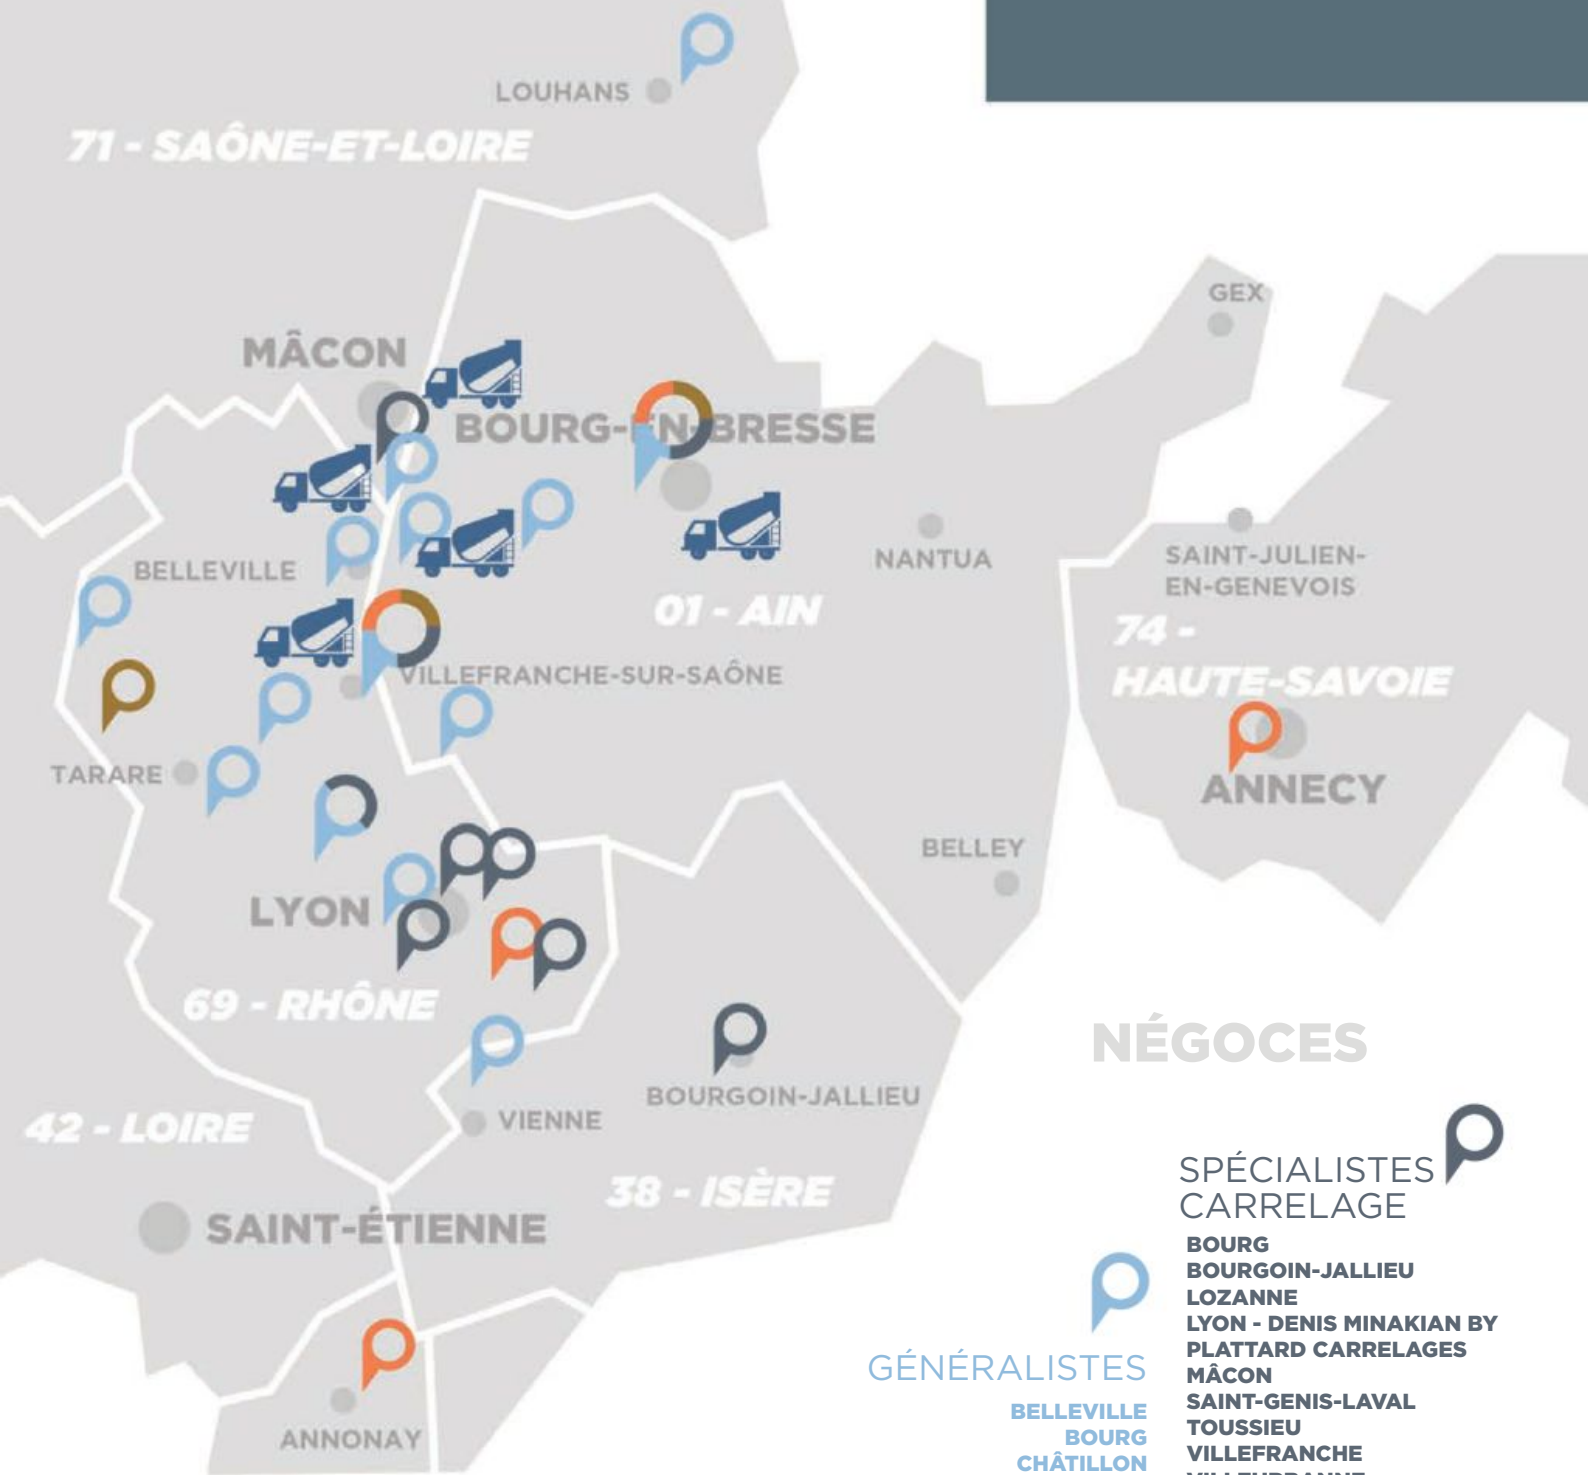 LOUHANS
71 - SAÔNE-ET-LOIRE
GEX
MÂCON
BOURG-EN-BRESSE
NANTUA
SAINT-JULIEN-
EN-GENEVOIS
BELLEVILLE
01 - AIN
74 -
HAUTE-SAVOIE
VILLEFRANCHE-SUR-SAÔNE
TARARE
ANNECY
BELLEY
LYON
69 - RHÔNE
NÉGOCES
BOURGOIN-JALLIEU
42 - LOIRE
VIENNE
38 - ISÈRE
SAINT-ÉTIENNE
ANNONAY
SPÉCIALISTES
CARRELAGE
BOURG
BOURGOIN-JALLIEU
LOZANNE
LYON - DENIS MINAKIAN BY
PLATTARD CARRELAGES
MÂCON
SAINT-GENIS-LAVAL
TOUSSIEU
VILLEFRANCHE
GÉNÉRALISTES
BELLEVILLE
BOURG
CHÂTILLON